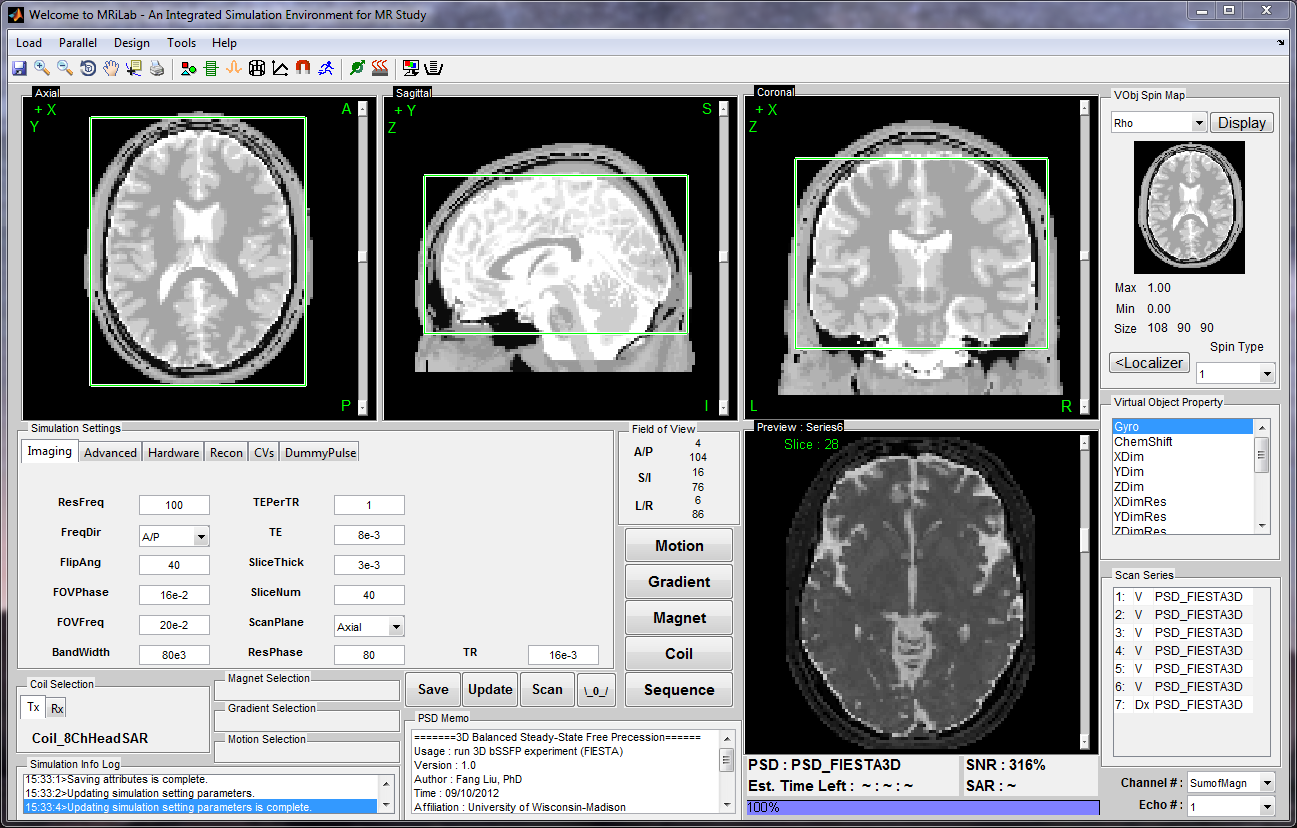 Welcome to MRiLab - An Integrated Simulation Environment for MR Study
Load Parallel Design Tools Help
Axial
+ X
Y
A
P
Sagittal
+ Y
Z
S
I
Coronal
+ X
Z
L
R
VObj Spin Map
Rho
Display
Max 1.00
Min 0.00
Size 108 90 90
Spin Type
<Localizer
1
Virtual Object Property
Gyro
ChemShift
XDim
YDim
ZDim
XDimRes
YDimRes
ZDimRes
Simulation Settings
Imaging Advanced Hardware Recon CVs DummyPulse
ResFreq 100 TEPerTR 1
FreqDir A/P TE 8e-3
FlipAng 40 SliceThick 3e-3
FOVPhase 16e-2 SliceNum 40
FOVFreq 20e-2 ScanPlane Axial
BandWidth 80e3 ResPhase 80 TR 16e-3
Field of View
A/P 4
104
S/I 16
76
L/R 6
86
Motion
Gradient
Magnet
Coil
Sequence
Preview : Series6
Slice : 28
Scan Series
1: V PSD_FIESTA3D
2: V PSD_FIESTA3D
3: V PSD_FIESTA3D
4: V PSD_FIESTA3D
5: V PSD_FIESTA3D
6: V PSD_FIESTA3D
7: Dx PSD_FIESTA3D
Coil Selection
Tx Rx
Coil_8ChHeadSAR
Magnet Selection
Gradient Selection
Motion Selection
Save Update Scan \_0_/
Simulation Info Log
15:33:1>Saving attributes is complete.
15:33:2>Updating simulation setting parameters.
15:33:4>Updating simulation setting parameters is complete.
PSD Memo
=======3D Balanced Steady-State Free Precession======
Usage : run 3D bSSFP experiment (FIESTA)
Version : 1.0
Author : Fang Liu, PhD
Time : 09/10/2012
Affiliation : University of Wisconsin-Madison
PSD : PSD_FIESTA3D
Est. Time Left : ~ : ~ : ~
SNR : 316%
SAR : ~
100%
Channel # : SumofMagn
Echo # : 1